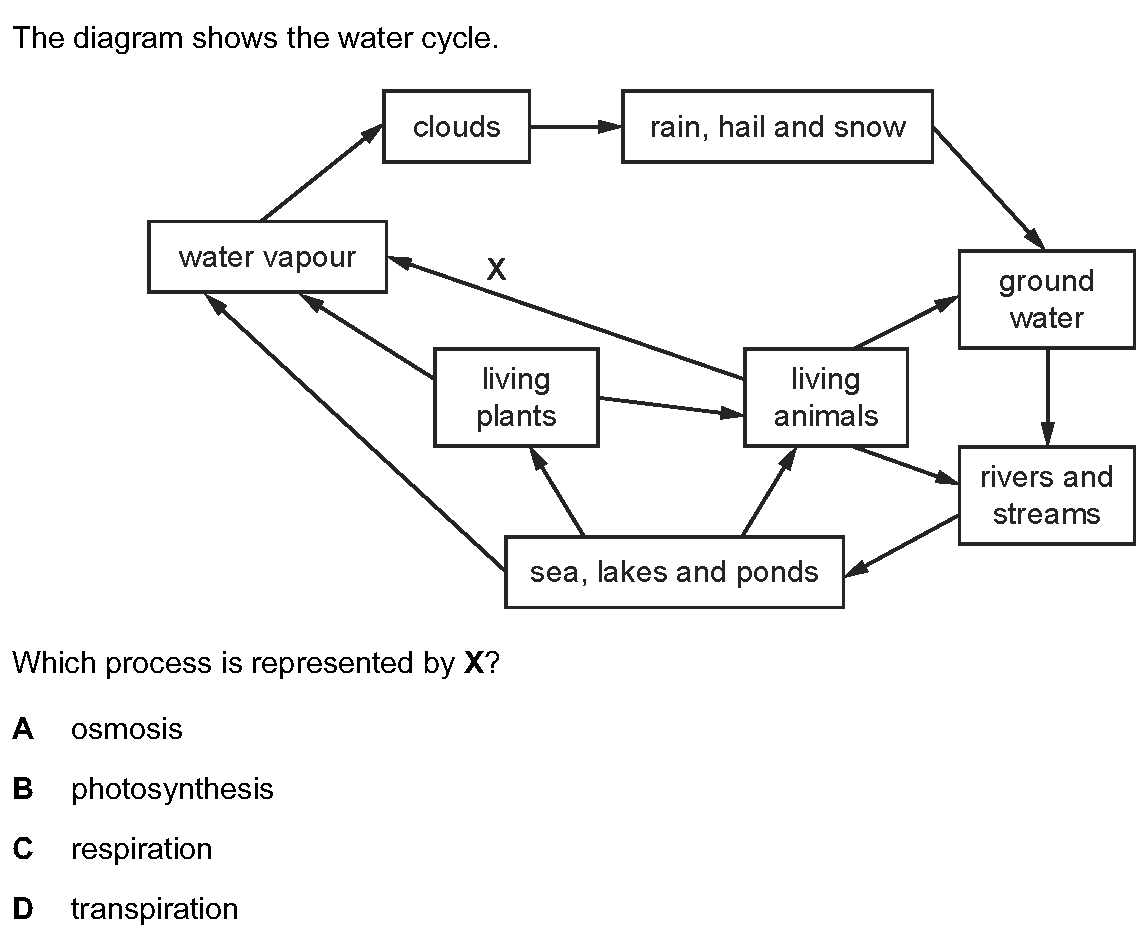 The diagram shows the water cycle.
clouds
rain, hail and snow
water vapour
X
ground
water
living
plants
living
animals
rivers and
streams
sea, lakes and ponds
Which process is represented by X?
A osmosis
B photosynthesis
C respiration
D transpiration